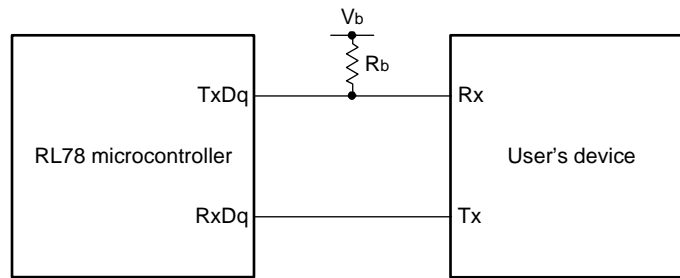 Vb
Rb
TxDq
Rx
RL78 microcontroller
User's device
RxDq
Tx